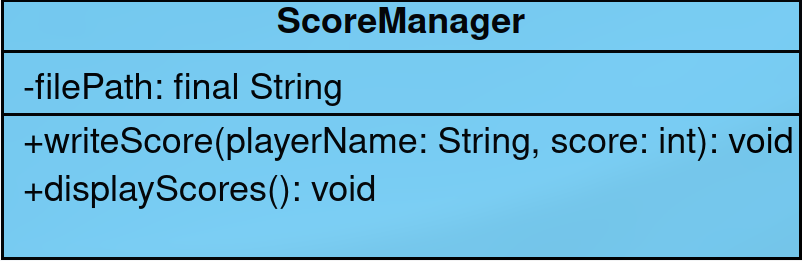 ScoreManager
-filePath: final String
+writeScore(playerName: String, score: int): void
+displayScores(): void